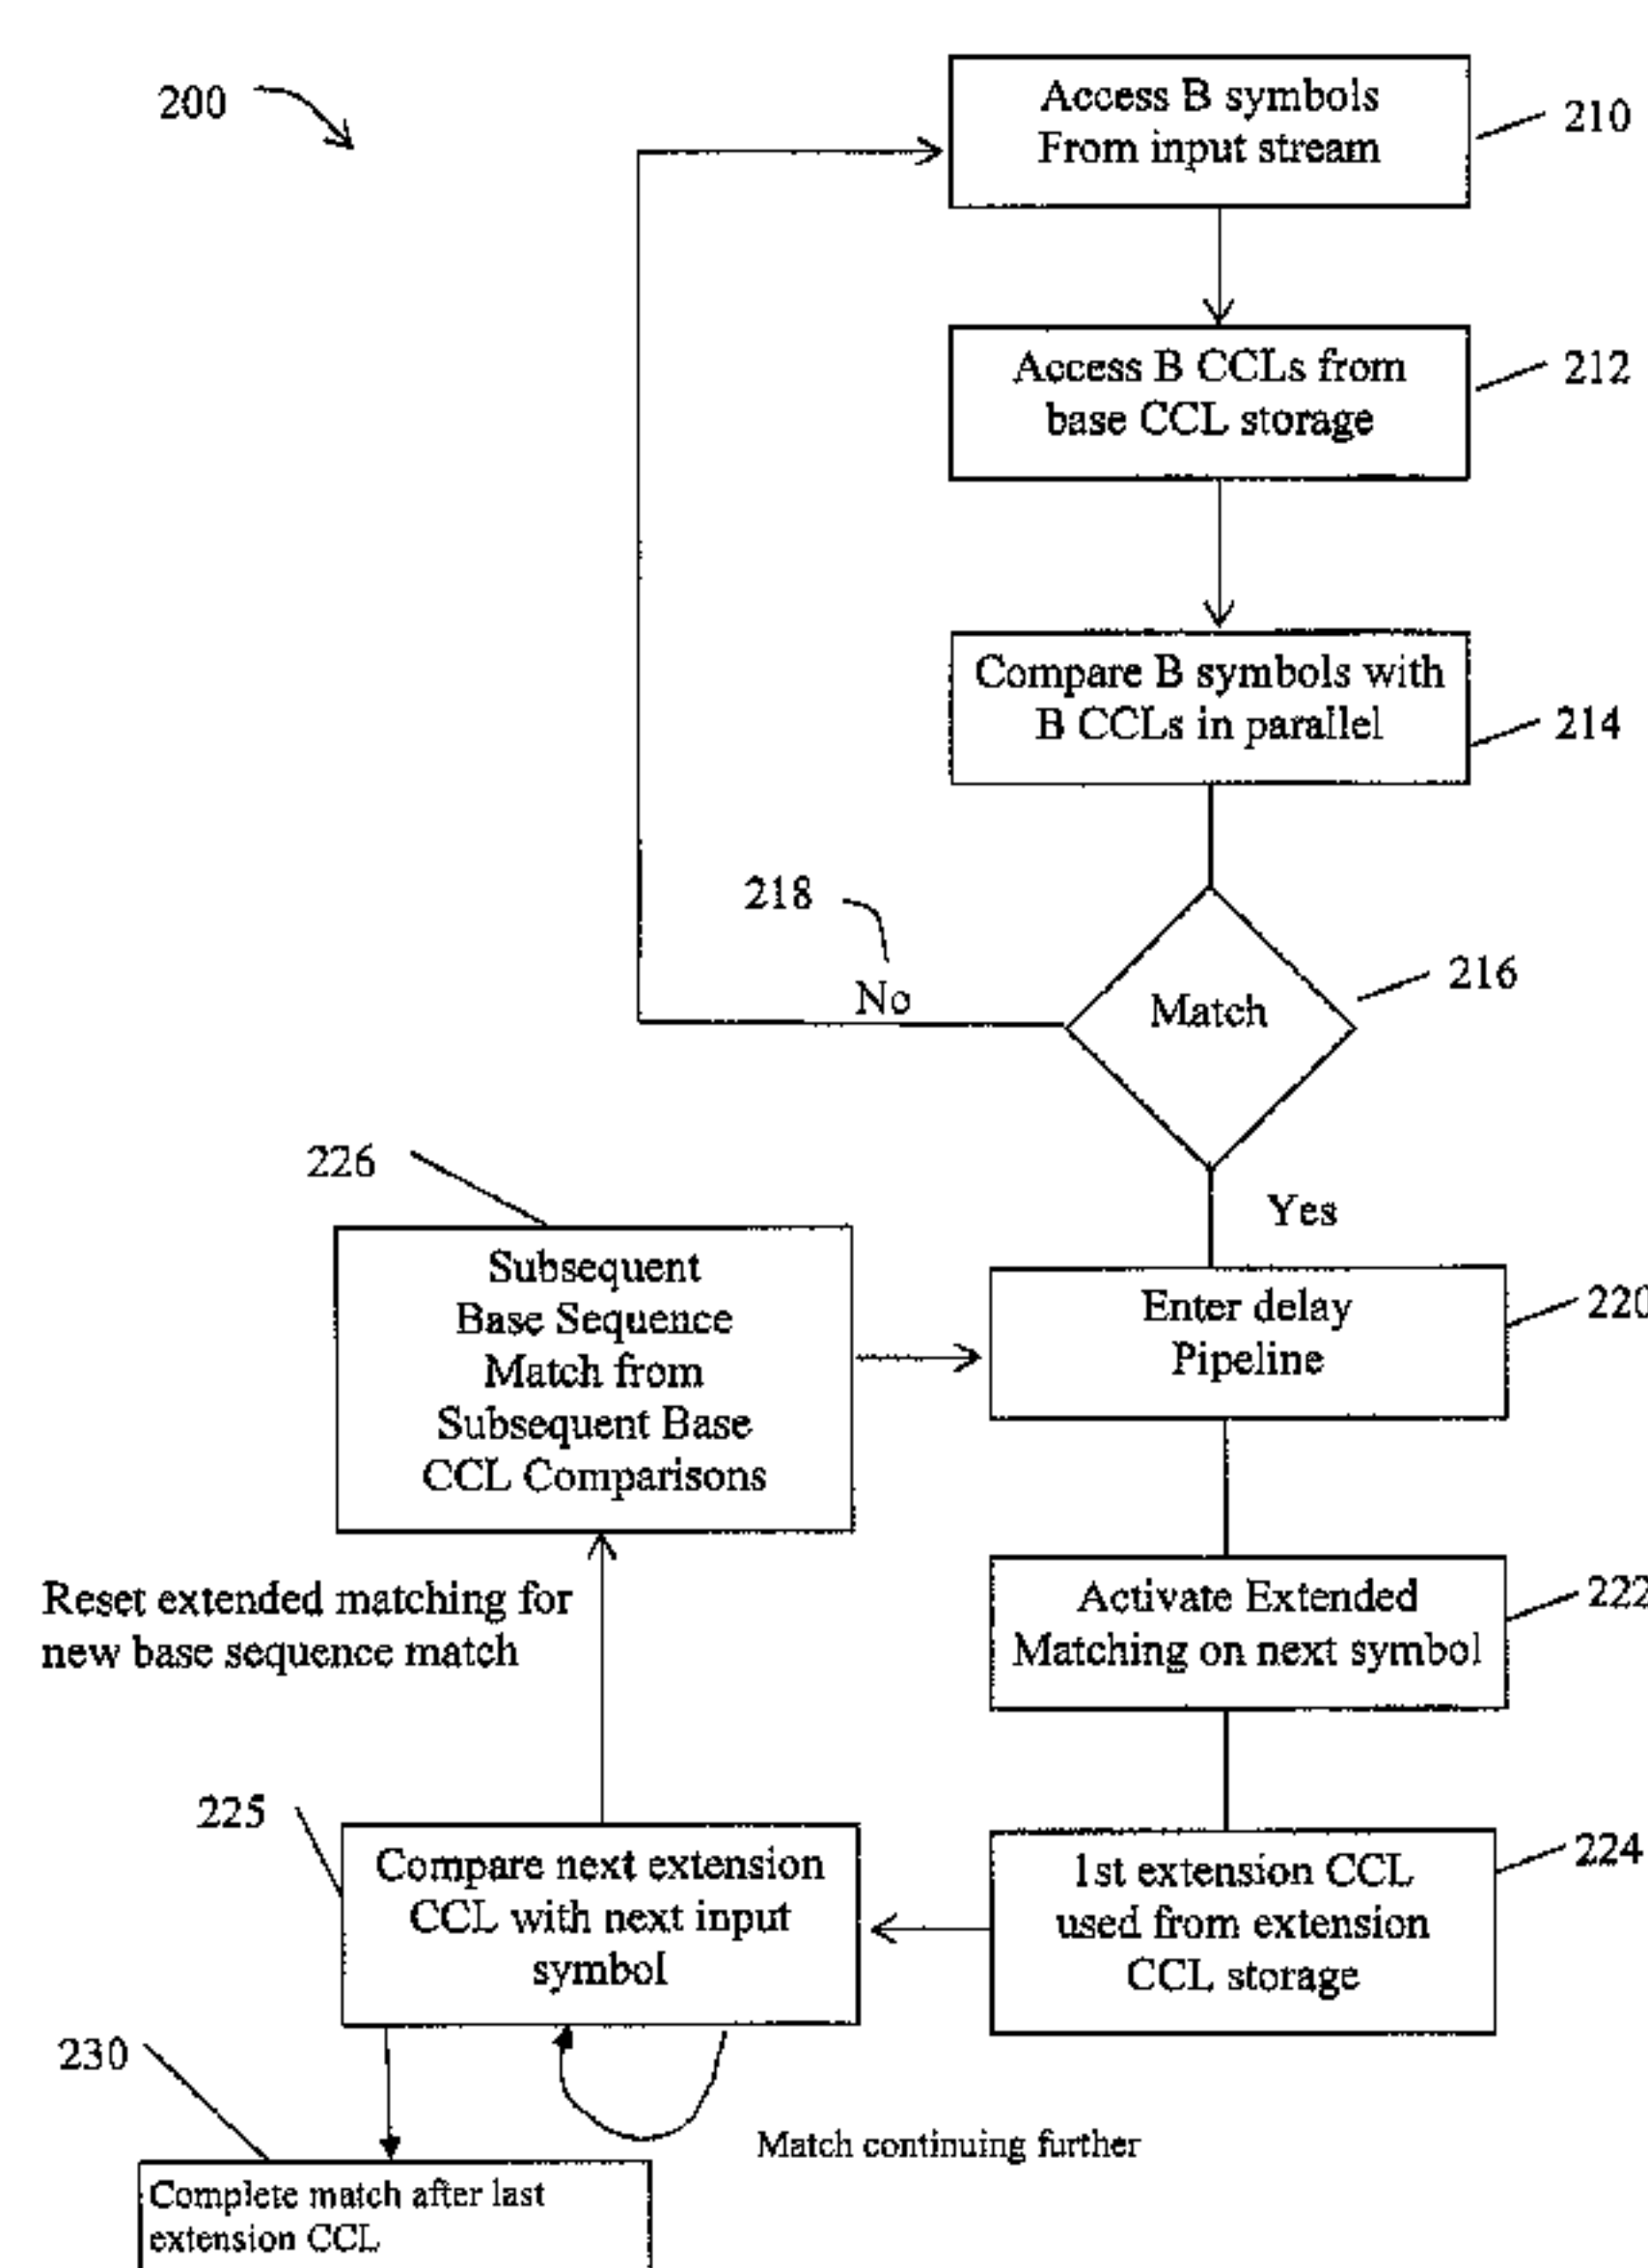 200
Access B symbols
From input stream
210
Access B CCLs from
base CCL storage
212
Compare B symbols with
B CCLs in parallel
214
218
No
Match
216
Yes
226
Subsequent
Base Sequence
Match from
Subsequent Base
CCL Comparisons
Enter delay
Pipeline
220
Reset extended matching for
new base sequence match
Activate Extended
Matching on next symbol
222
225
Compare next extension
CCL with next input
symbol
1st extension CCL
used from extension
CCL storage
224
230
Match continuing further
Complete match after last
extension CCL